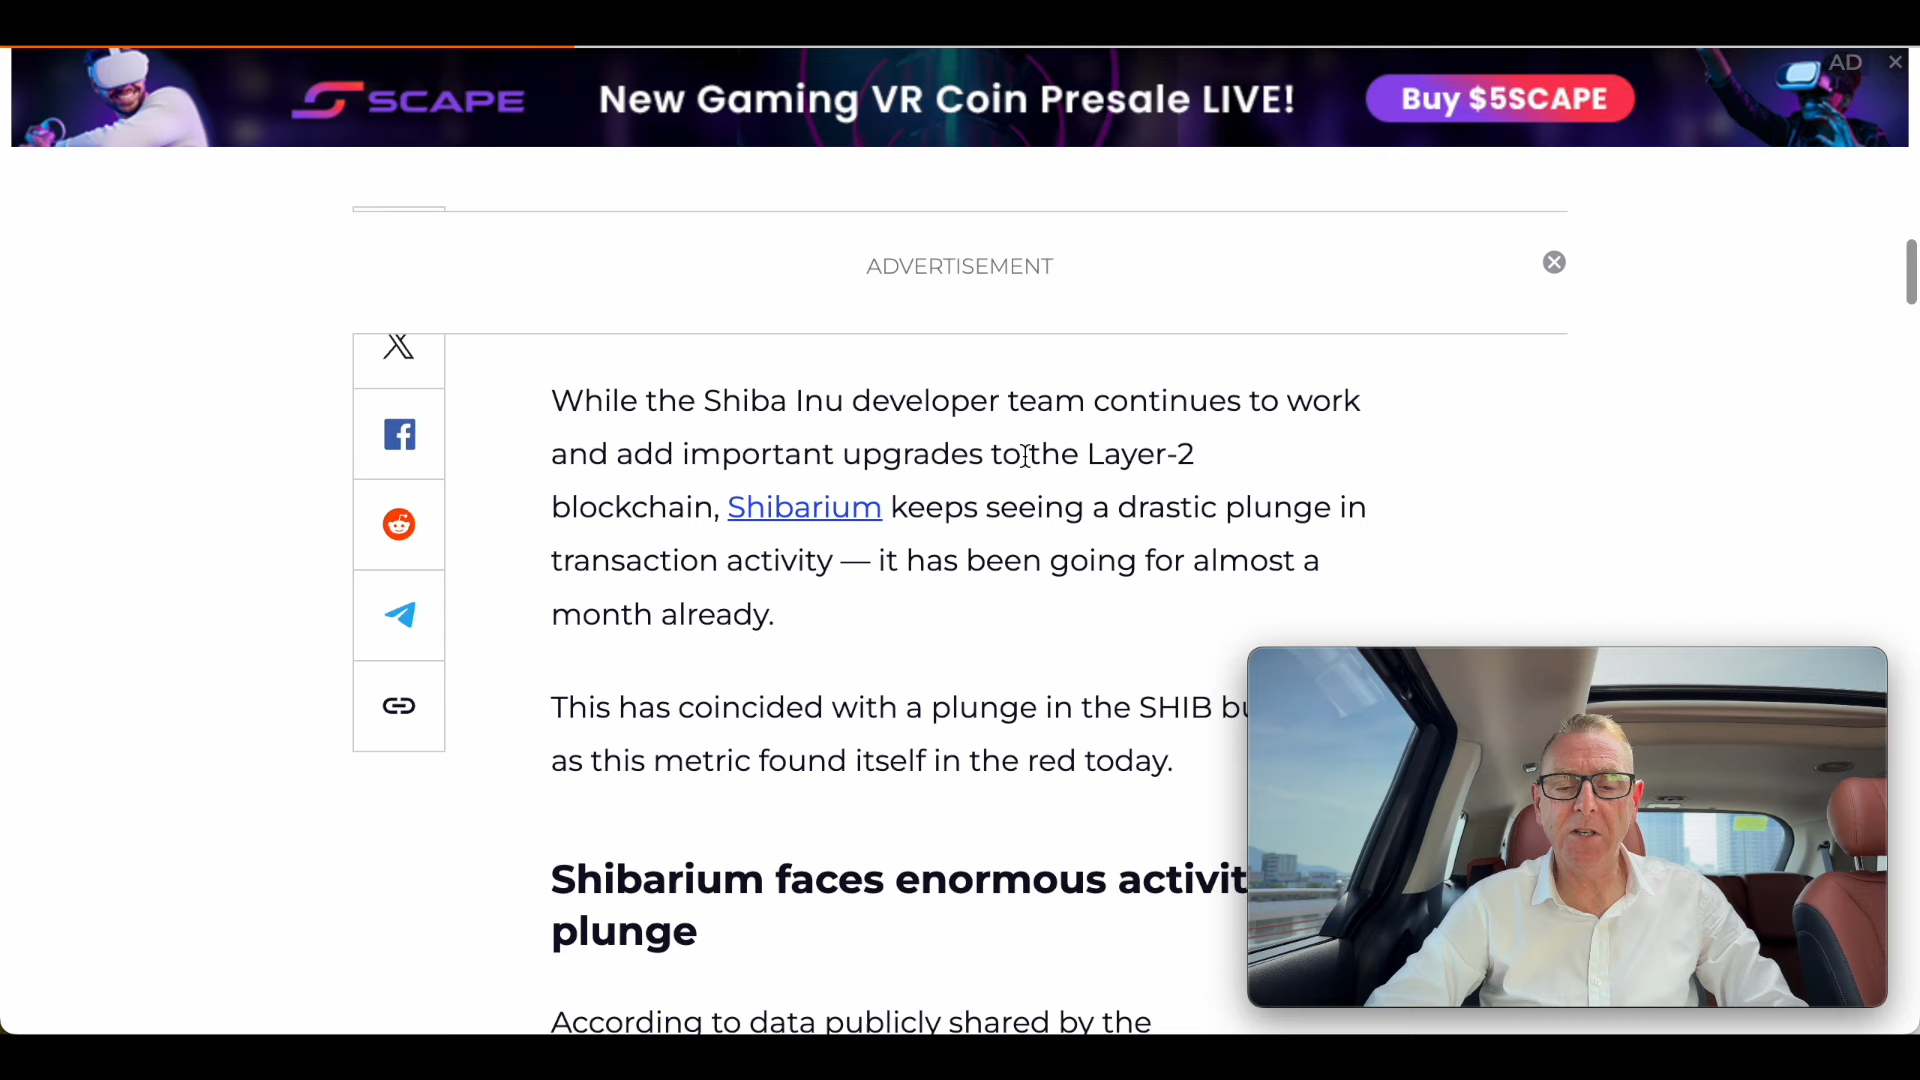 AD
SCAPE
New Gaming VR Coin Presale LIVE!
Buy $5SCAPE
ADVERTISEMENT
While the Shiba Inu developer team continues to work
and add important upgrades to the Layer-2
blockchain, Shibarium keeps seeing a drastic plunge in
transaction activity — it has been going for almost a
month already.
This has coincided with a plunge in the SHIB
as this metric found itself in the red today.
Shibarium faces enormous
plunge
According to data publicly shared by the